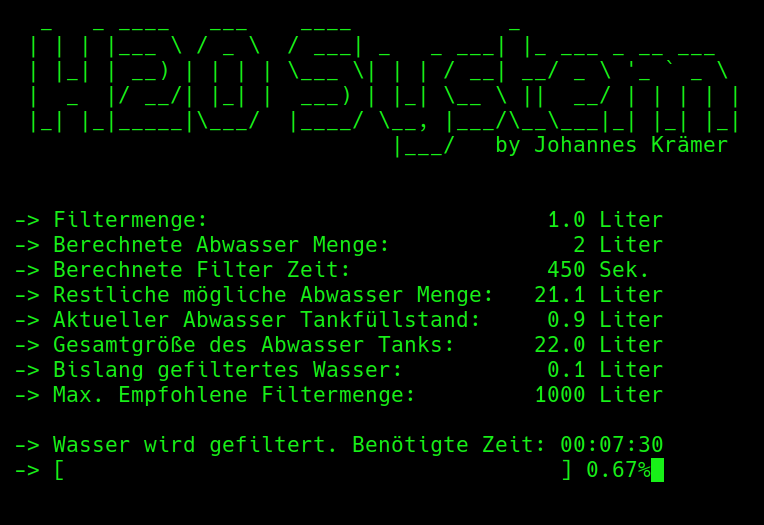 H2O System
by Johannes Krämer
-> Filtermenge: 1.0 Liter
-> Berechnete Abwasser Menge: 2 Liter
-> Berechnete Filter Zeit: 450 Sek.
-> Restliche mögliche Abwasser Menge: 21.1 Liter
-> Aktueller Abwasser Tankfüllstand: 0.9 Liter
-> Gesamtgröße des Abwasser Tanks: 22.0 Liter
-> Bislang gefiltertes Wasser: 0.1 Liter
-> Max. Empfohlene Filtermenge: 1000 Liter
-> Wasser wird gefiltert. Benötigte Zeit: 00:07:30
-> [ ] 0.67%